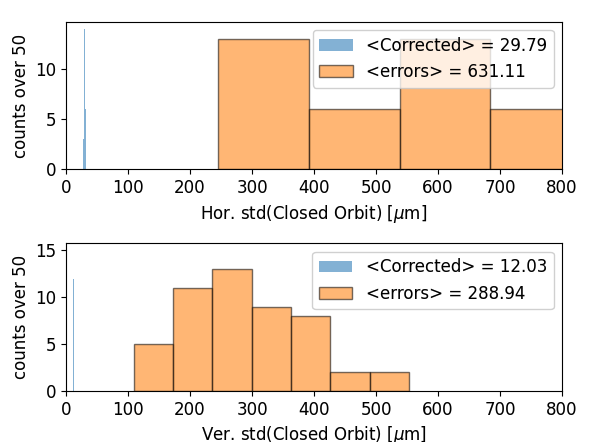 counts over 50
10
5
0
<Corrected> = 29.79
<errors> = 631.11
0 100 200 300 400 500 600 700 800
Hor. std(Closed Orbit) [μm]
counts over 50
15
10
5
0
<Corrected> = 12.03
<errors> = 288.94
0 100 200 300 400 500 600 700 800
Ver. std(Closed Orbit) [μm]